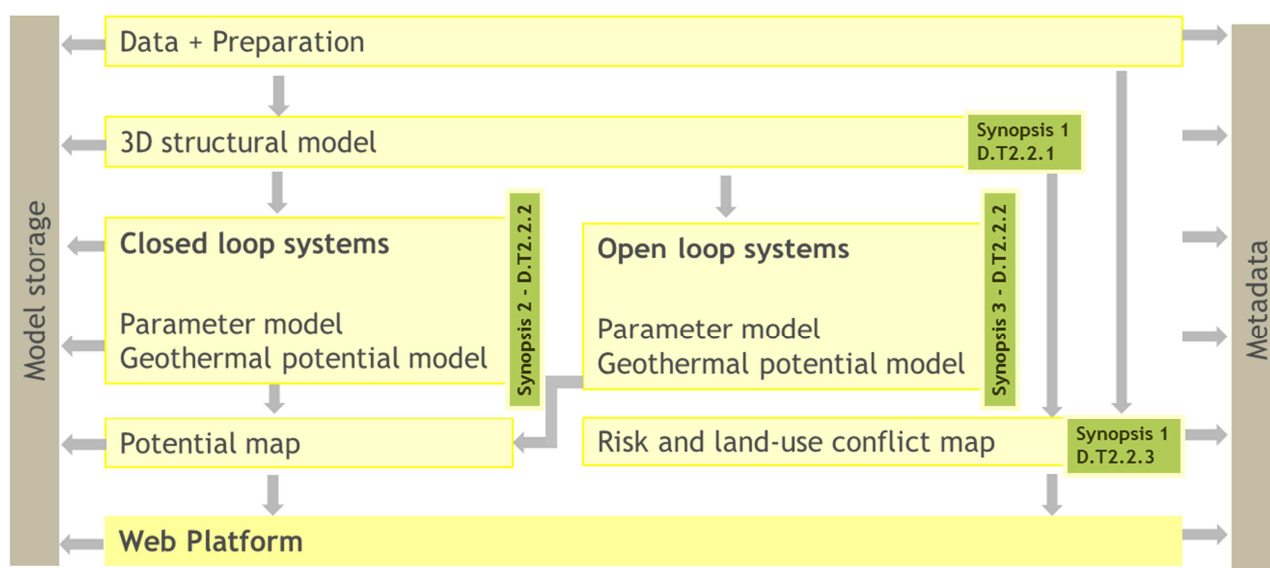 Data + Preparation
3D structural model
Synopsis 1
D.T2.2.1
Model storage
Closed loop systems
Parameter model
Geothermal potential model
Synopsis 2 - D.T2.2.2
Open loop systems
Parameter model
Geothermal potential model
Synopsis 3 - D.T2.2.2
Metadata
Potential map
Risk and land-use conflict map
Synopsis 1
D.T2.2.3
Web Platform